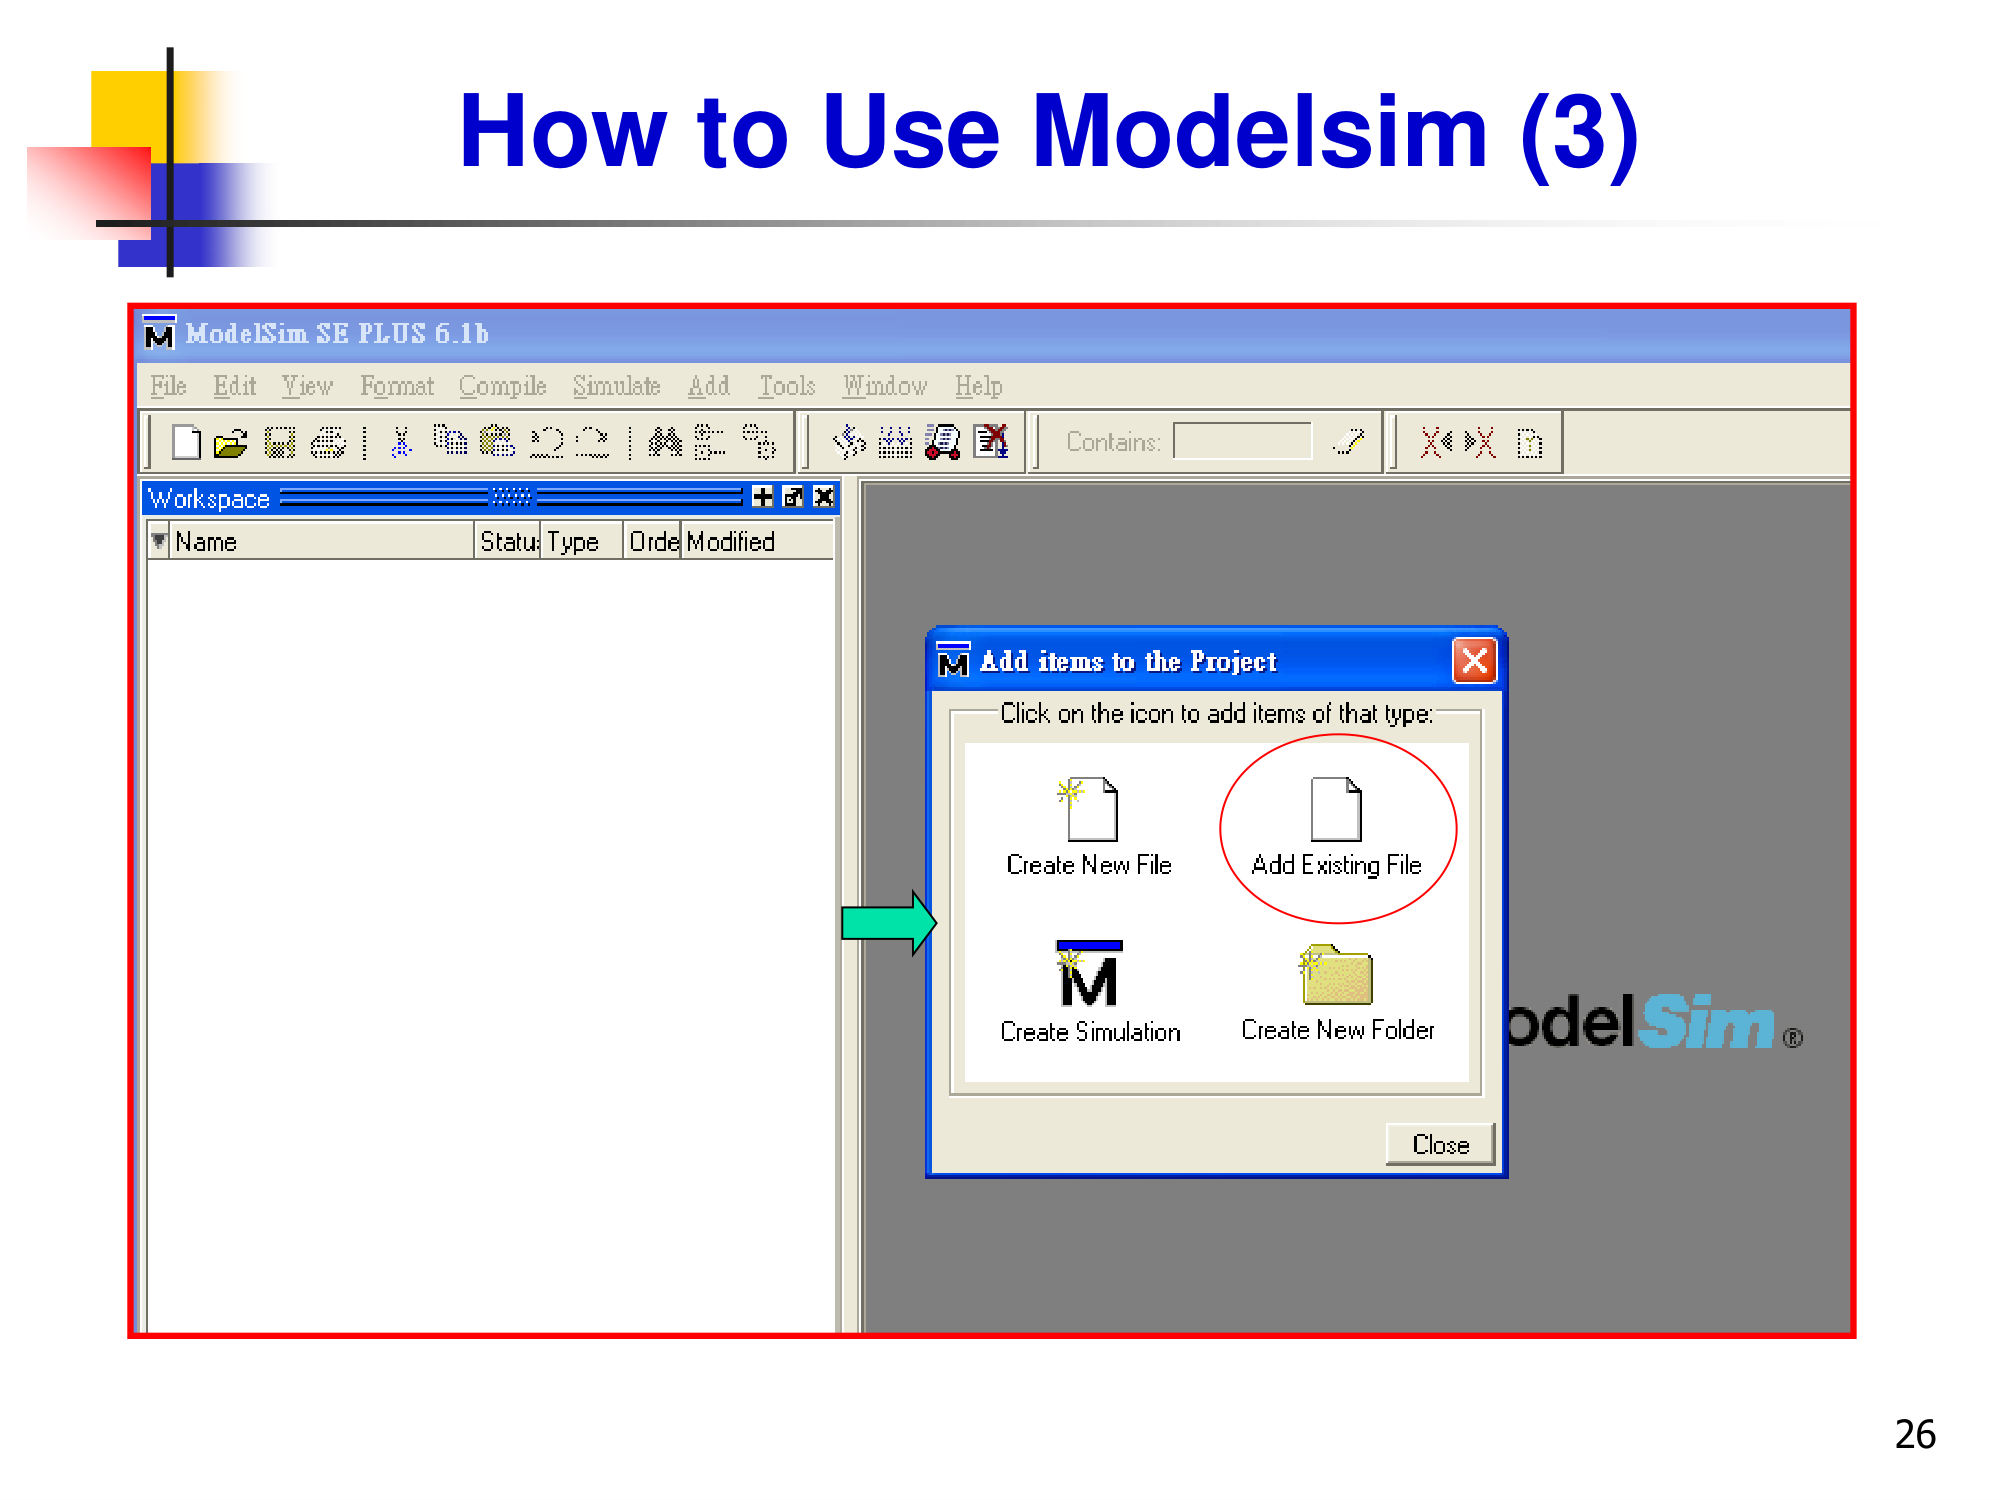 How to Use Modelsim (3)
ModelSim SE PLUS 6.1b
File Edit View Format Compile Simulate Add Tools Window Help
Contains:
Workspace
Name Statu Type Orde Modified
Add items to the Project
Click on the icon to add items of that type:
Create New File Add Existing File
Create Simulation Create New Folder
odelSim ®
Close
26